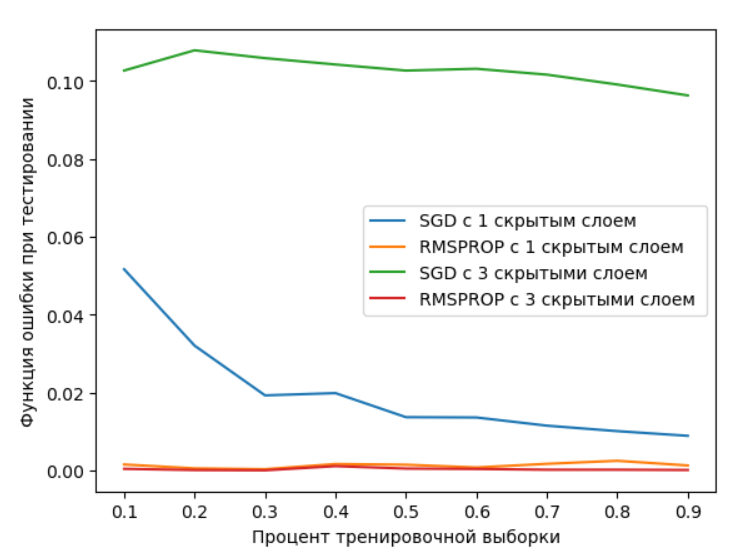 Функция ошибки при тестировании
0.10
0.08
0.06
0.04
0.02
0.00
SGD с 1 скрытым слоем
RMSPROP с 1 скрытым слоем
SGD с 3 скрытыми слоем
RMSPROP с 3 скрытыми слоем
0.1 0.2 0.3 0.4 0.5 0.6 0.7 0.8 0.9
Процент тренировочной выборки